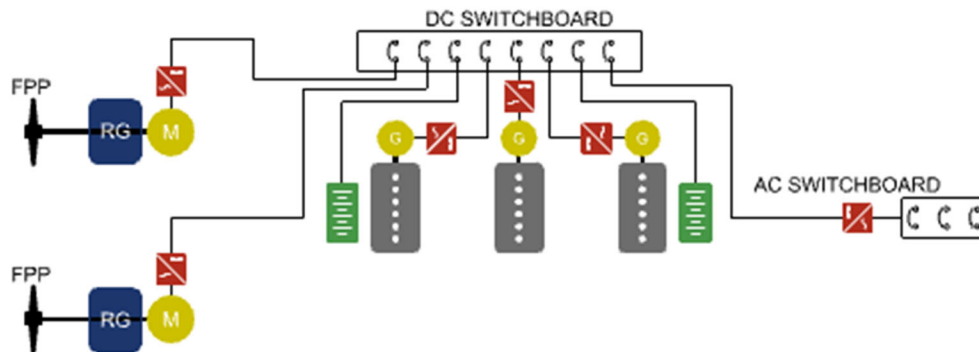 DC SWITCHBOARD
FPP
RG
M
G
G
G
AC SWITCHBOARD
FPP
RG
M